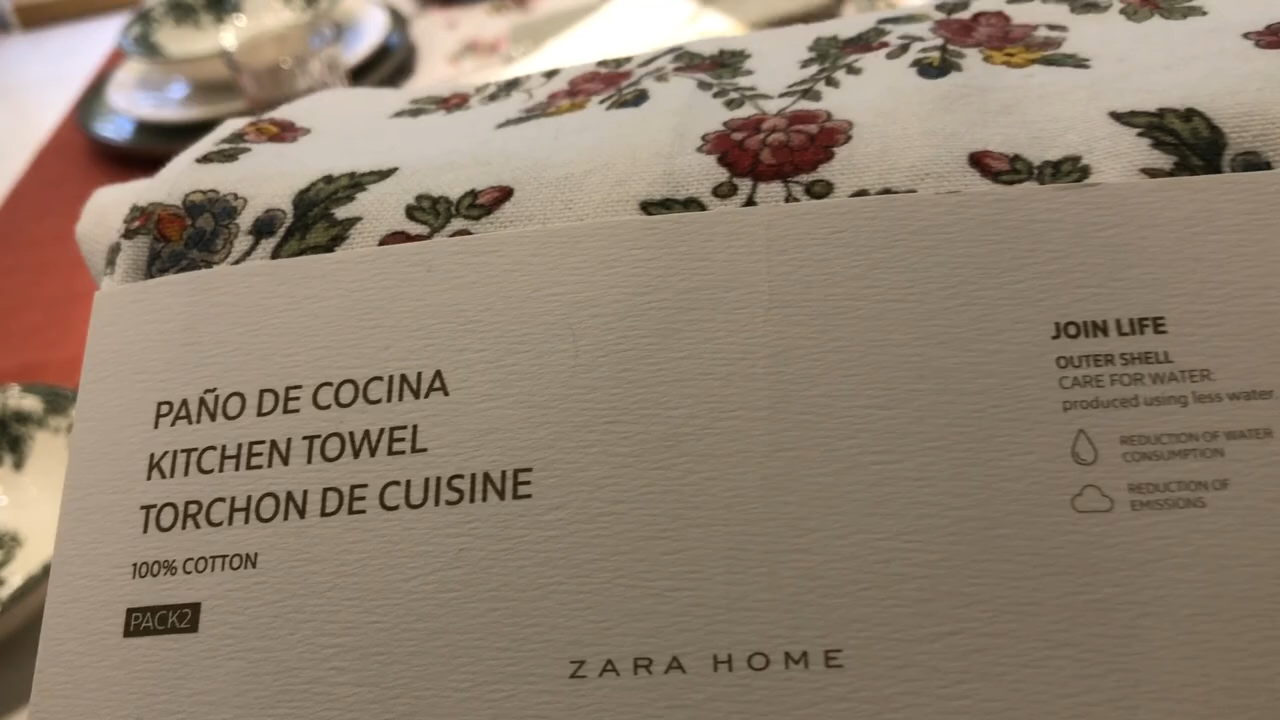 PAÑO DE COCINA
KITCHEN TOWEL
TORCHON DE CUISINE
100% COTTON
PACK2
JOIN LIFE
OUTER SHELL
CARE FOR WATER:
produced using less water
REDUCTION OF WATER
CONSUMPTION
REDUCTION OF
EMISSIONS
ZARA HOME